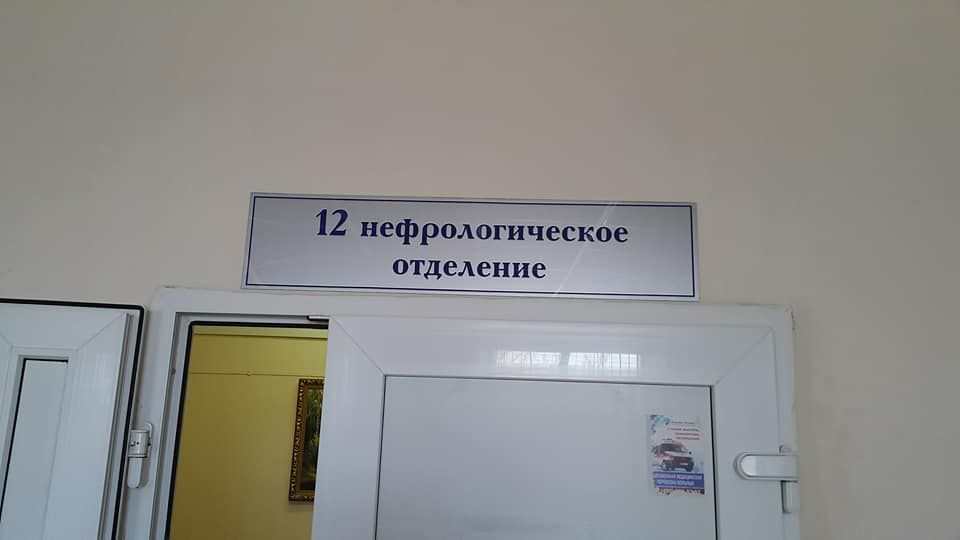 12 нефрологическое
отделение